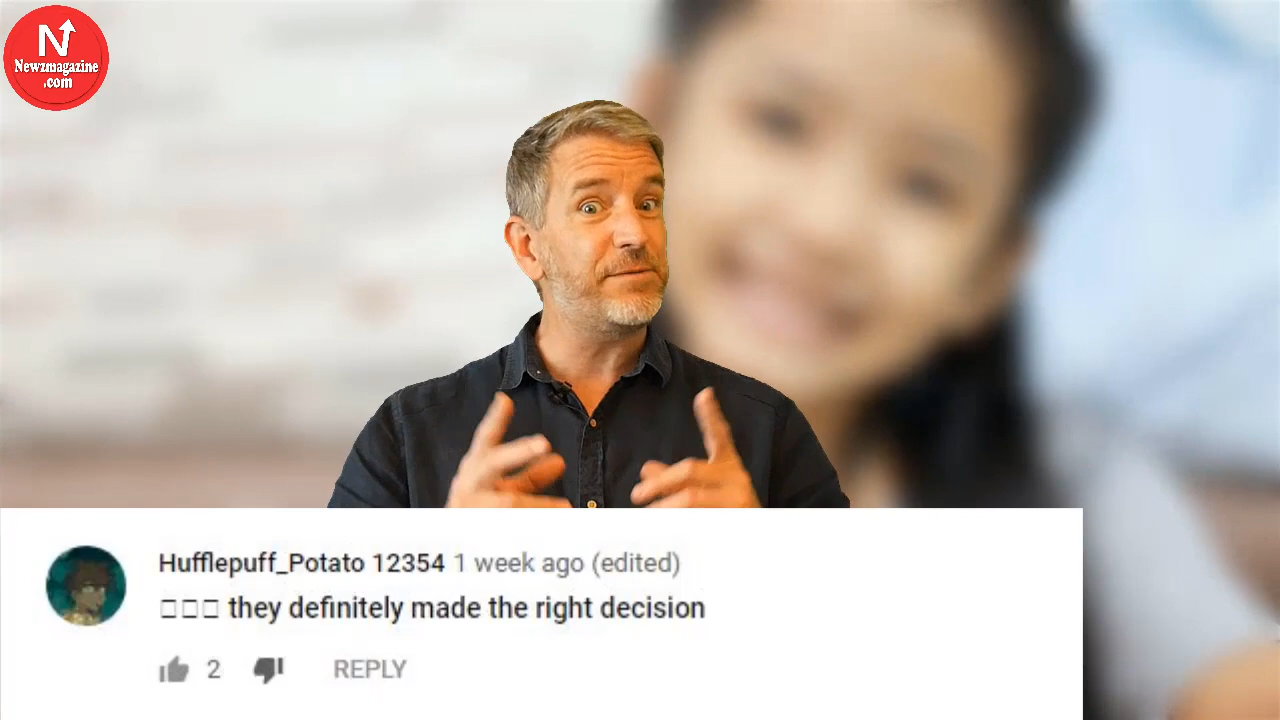 N
Newzmagazine
.com
Hufflepuff_Potato 12354 1 week ago (edited)
□□□ they definitely made the right decision
2 REPLY